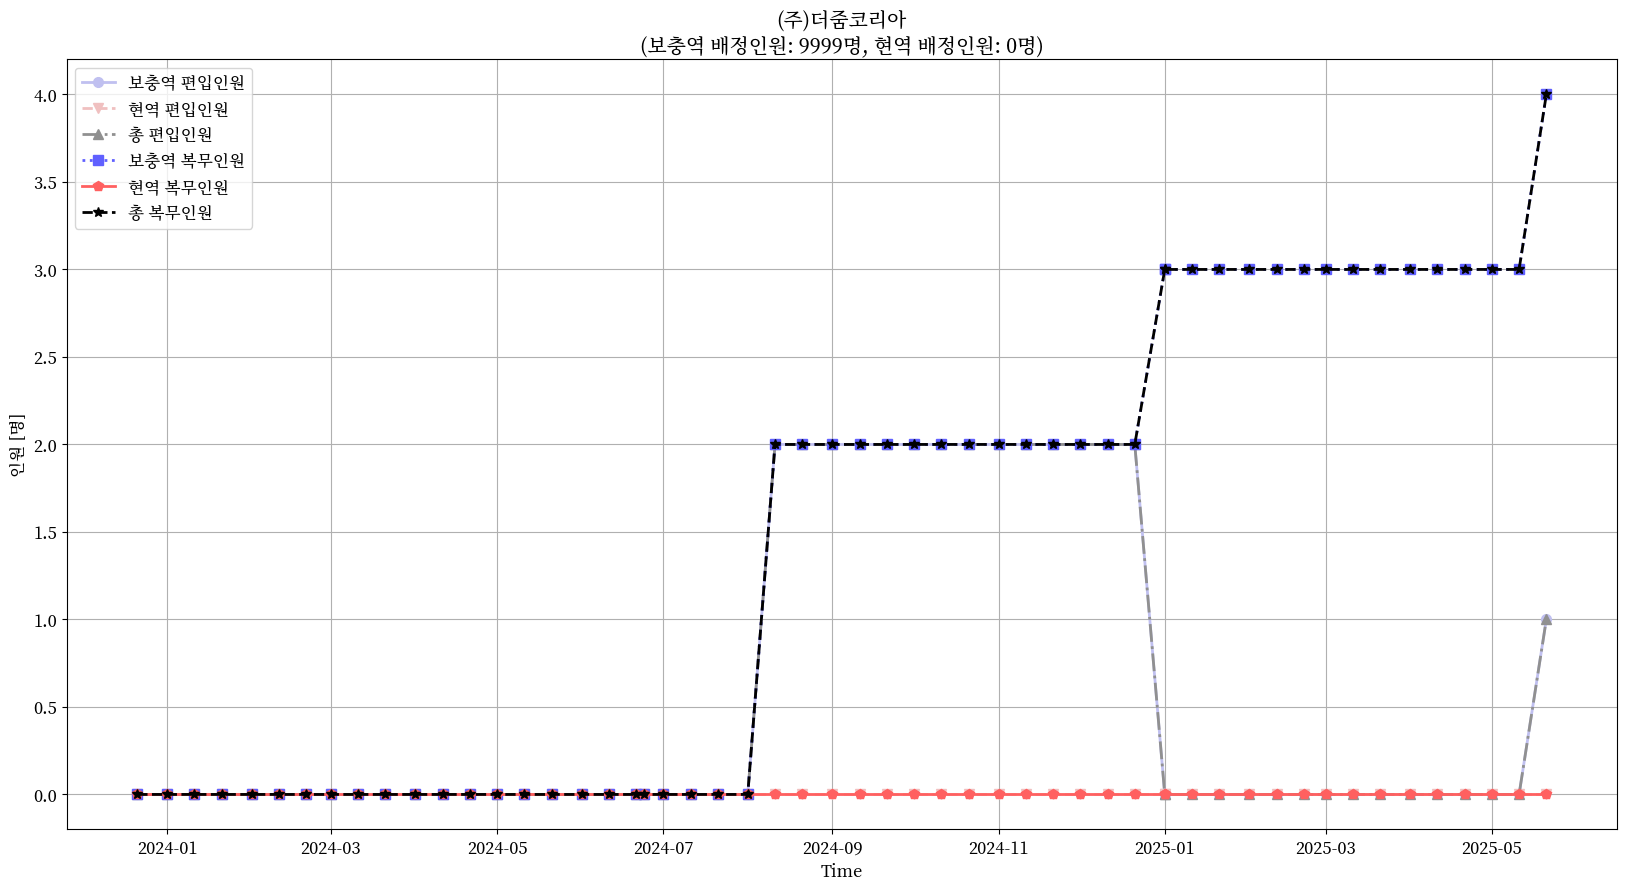 (주)더줌코리아
(보충역 배정인원: 9999명, 현역 배정인원: 0명)
보충역 편입인원
현역 편입인원
총 편입인원
보충역 복무인원
현역 복무인원
총 복무인원
4.0
3.5
3.0
2.5
2.0
1.5
1.0
0.5
0.0
인원 [명]
2024-01
2024-03
2024-05
2024-07
2024-09
2024-11
2025-01
2025-03
2025-05
Time